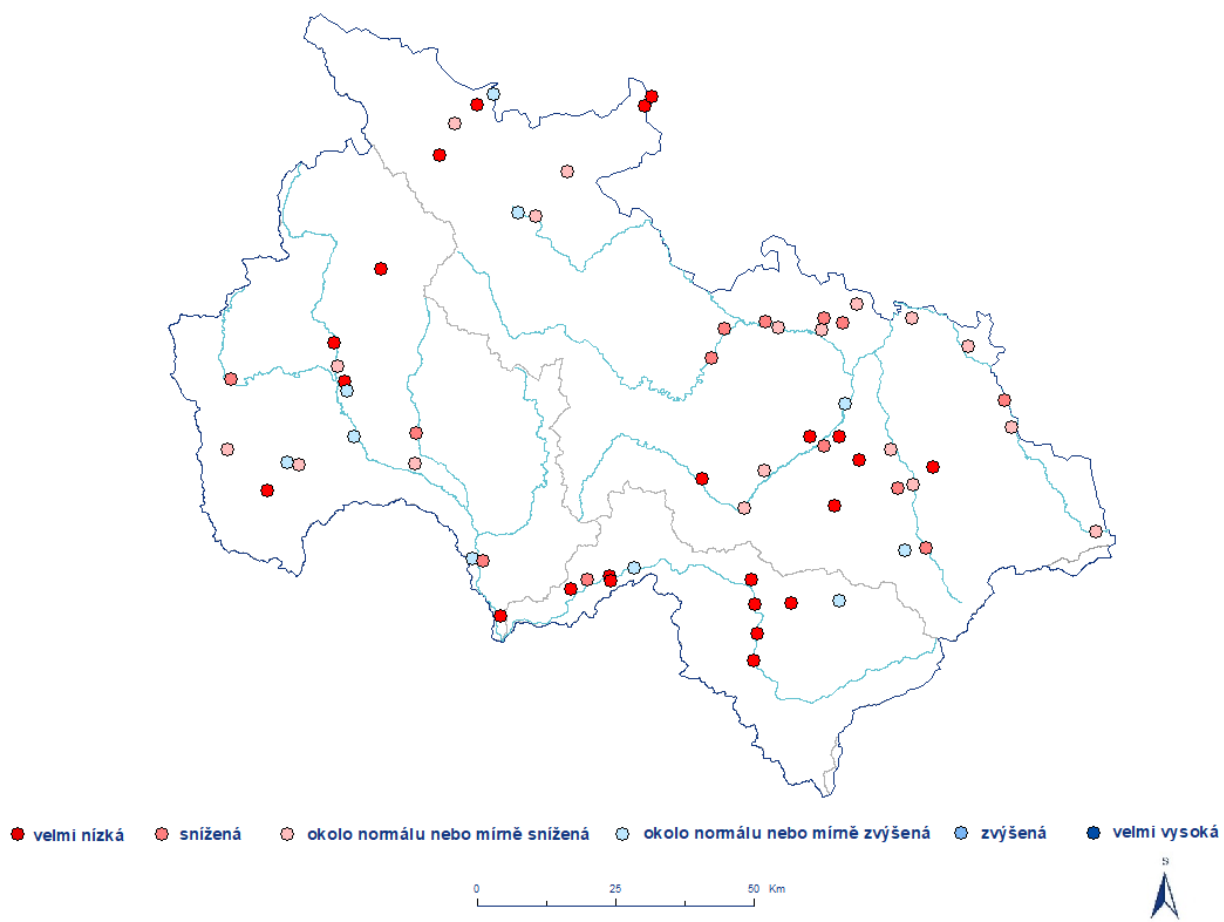 velmi nízká snížená okolo normálu nebo mírně snížená okolo normálu nebo mírně zvýšená zvýšená velmi vysoká
0 25 50 Km
S